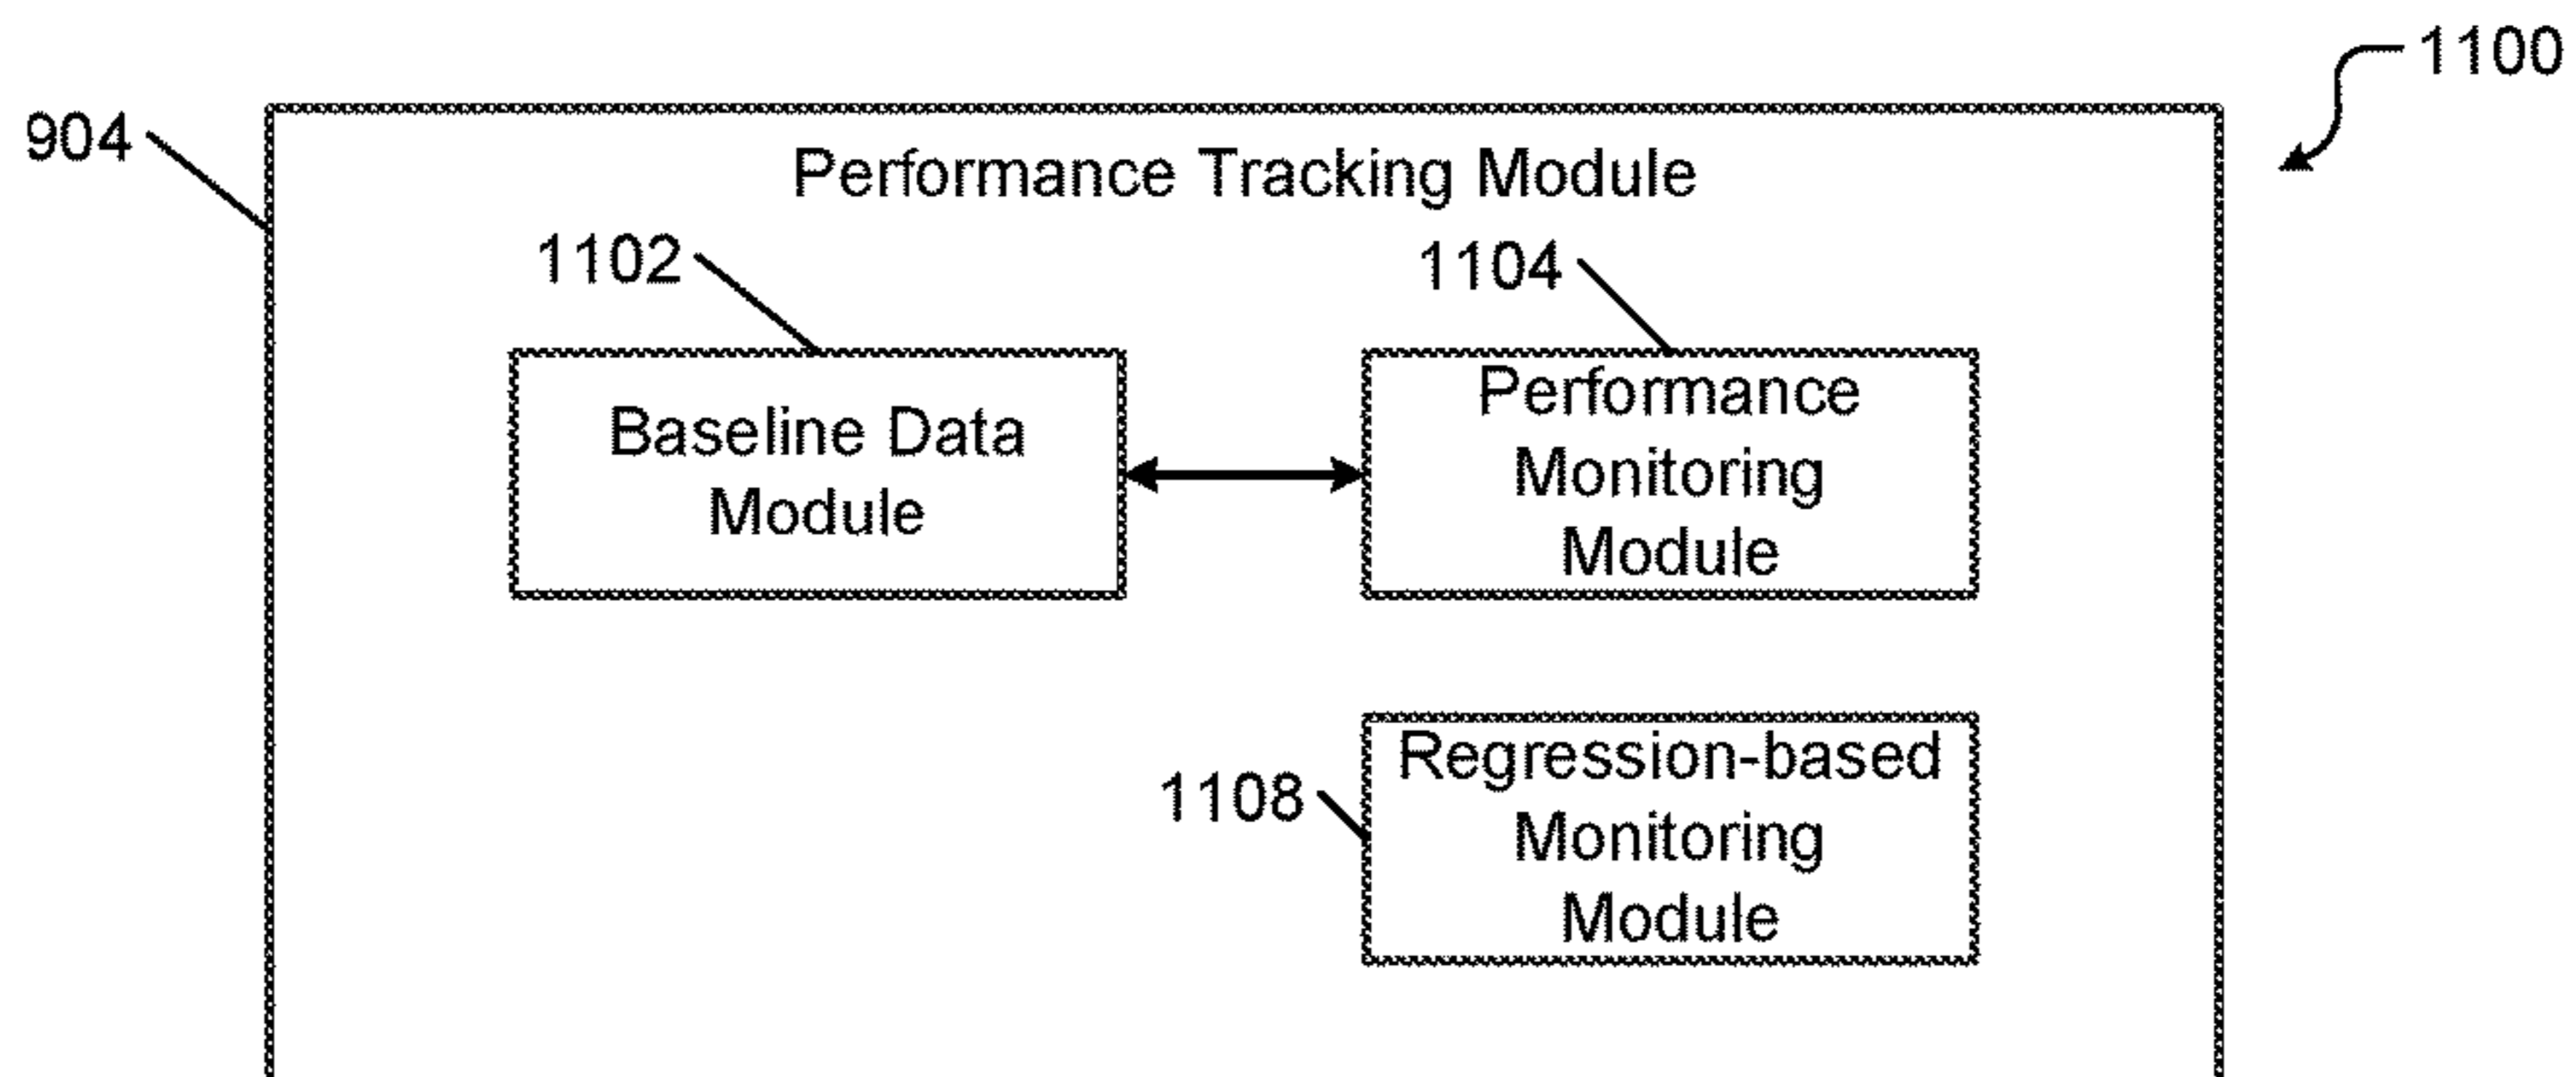 1100
904
Performance Tracking Module
1102
1104
Baseline Data
Module
Performance
Monitoring
Module
1108
Regression-based
Monitoring
Module